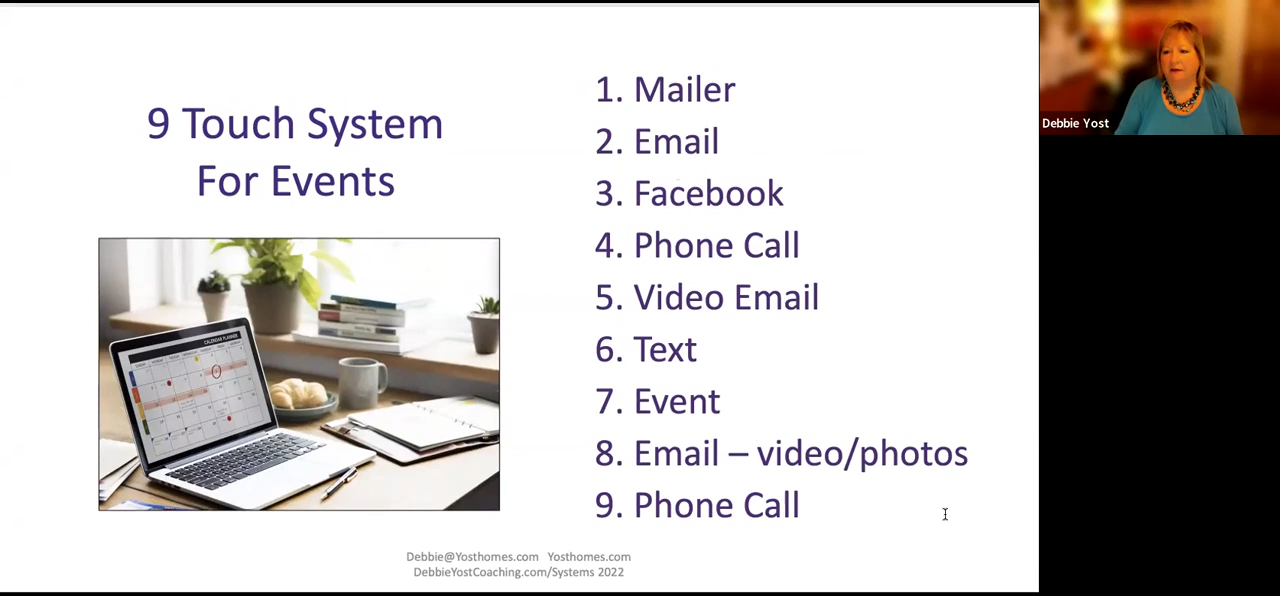 9 Touch System
For Events
1. Mailer
2. Email
3. Facebook
4. Phone Call
5. Video Email
6. Text
7. Event
8. Email – video/photos
9. Phone Call
CALENDAR PLANNER
Debbie@Yosthomes.com Yosthomes.com
DebbieYostCoaching.com/Systems 2022
Debbie Yost